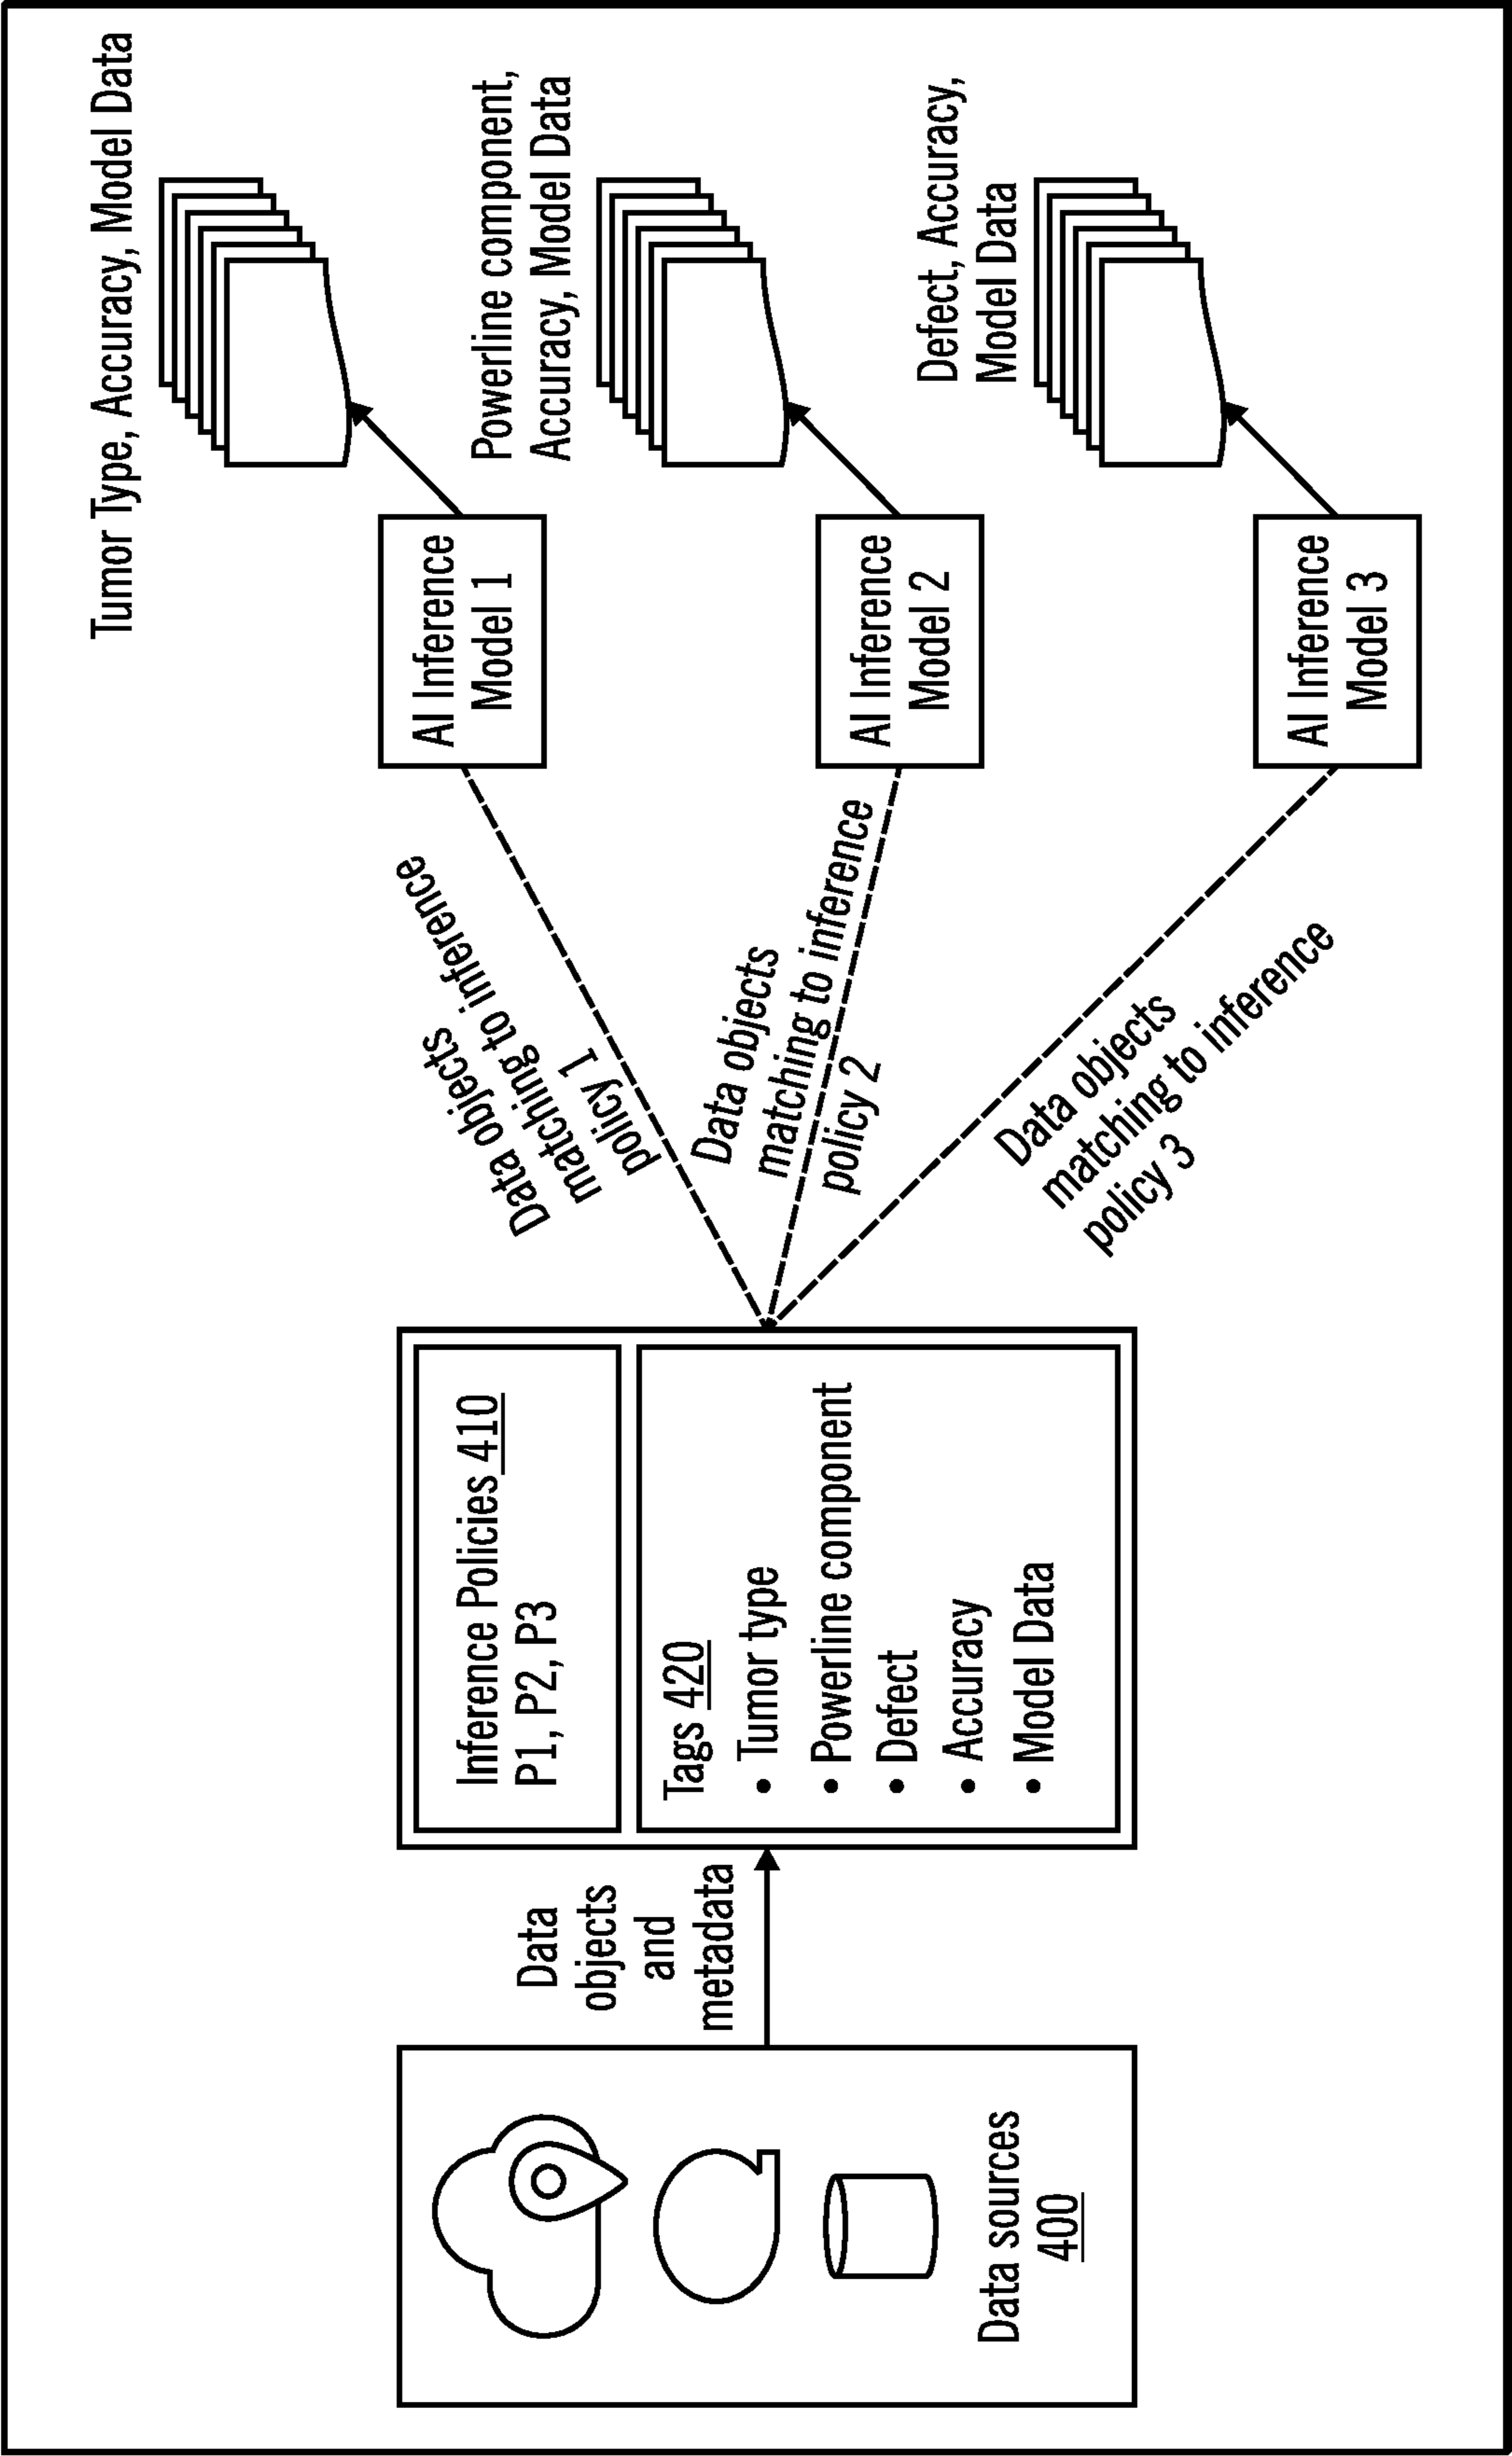 Data sources
400
Data
objects
and
metadata
Inference Policies 410
P1, P2, P3
Tags 420
• Tumor type
• Powerline component
• Defect
• Accuracy
• Model Data
Data objects
matching to inference
policy 1
Data objects
matching to inference
policy 2
Data objects
matching to inference
policy 3
AI Inference
Model 1
AI Inference
Model 2
AI Inference
Model 3
Tumor Type, Accuracy, Model Data
Powerline component,
Accuracy, Model Data
Defect, Accuracy,
Model Data